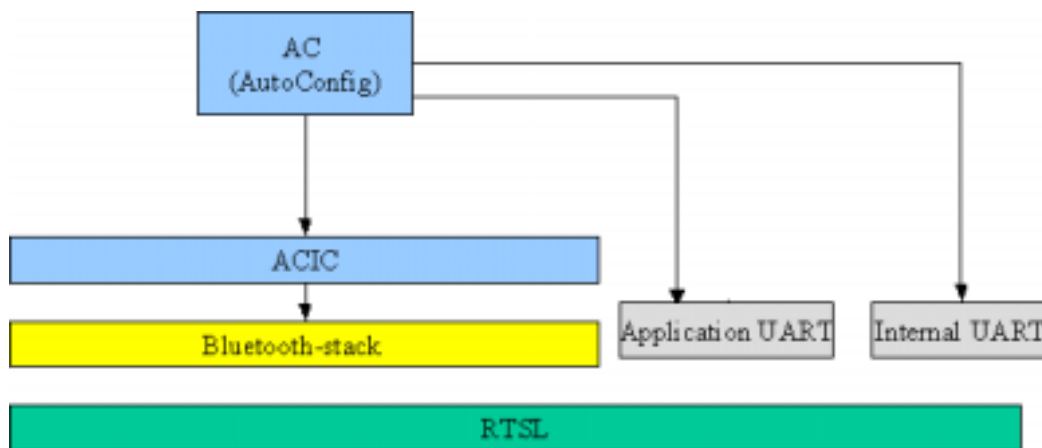 AC
(AutoConfig)
ACIC
Bluetooth-stack
Application UART
Internal UART
RTSL